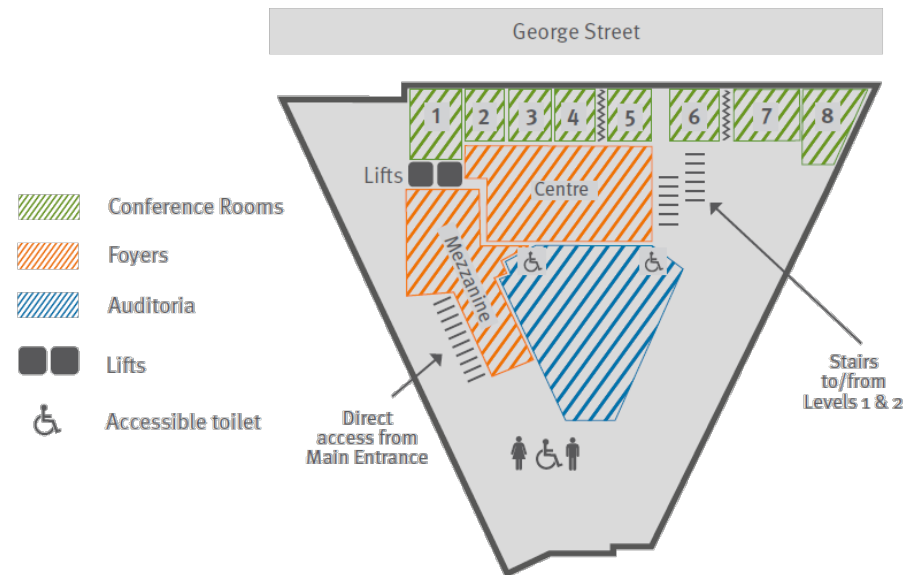 George Street
1 2 3 4 5 6 7 8
Lifts
Centre
Mezzanine
Conference Rooms
Foyers
Auditoria
Lifts
Accessible toilet
Direct
access from
Main Entrance
Stairs
to/from
Levels 1 & 2